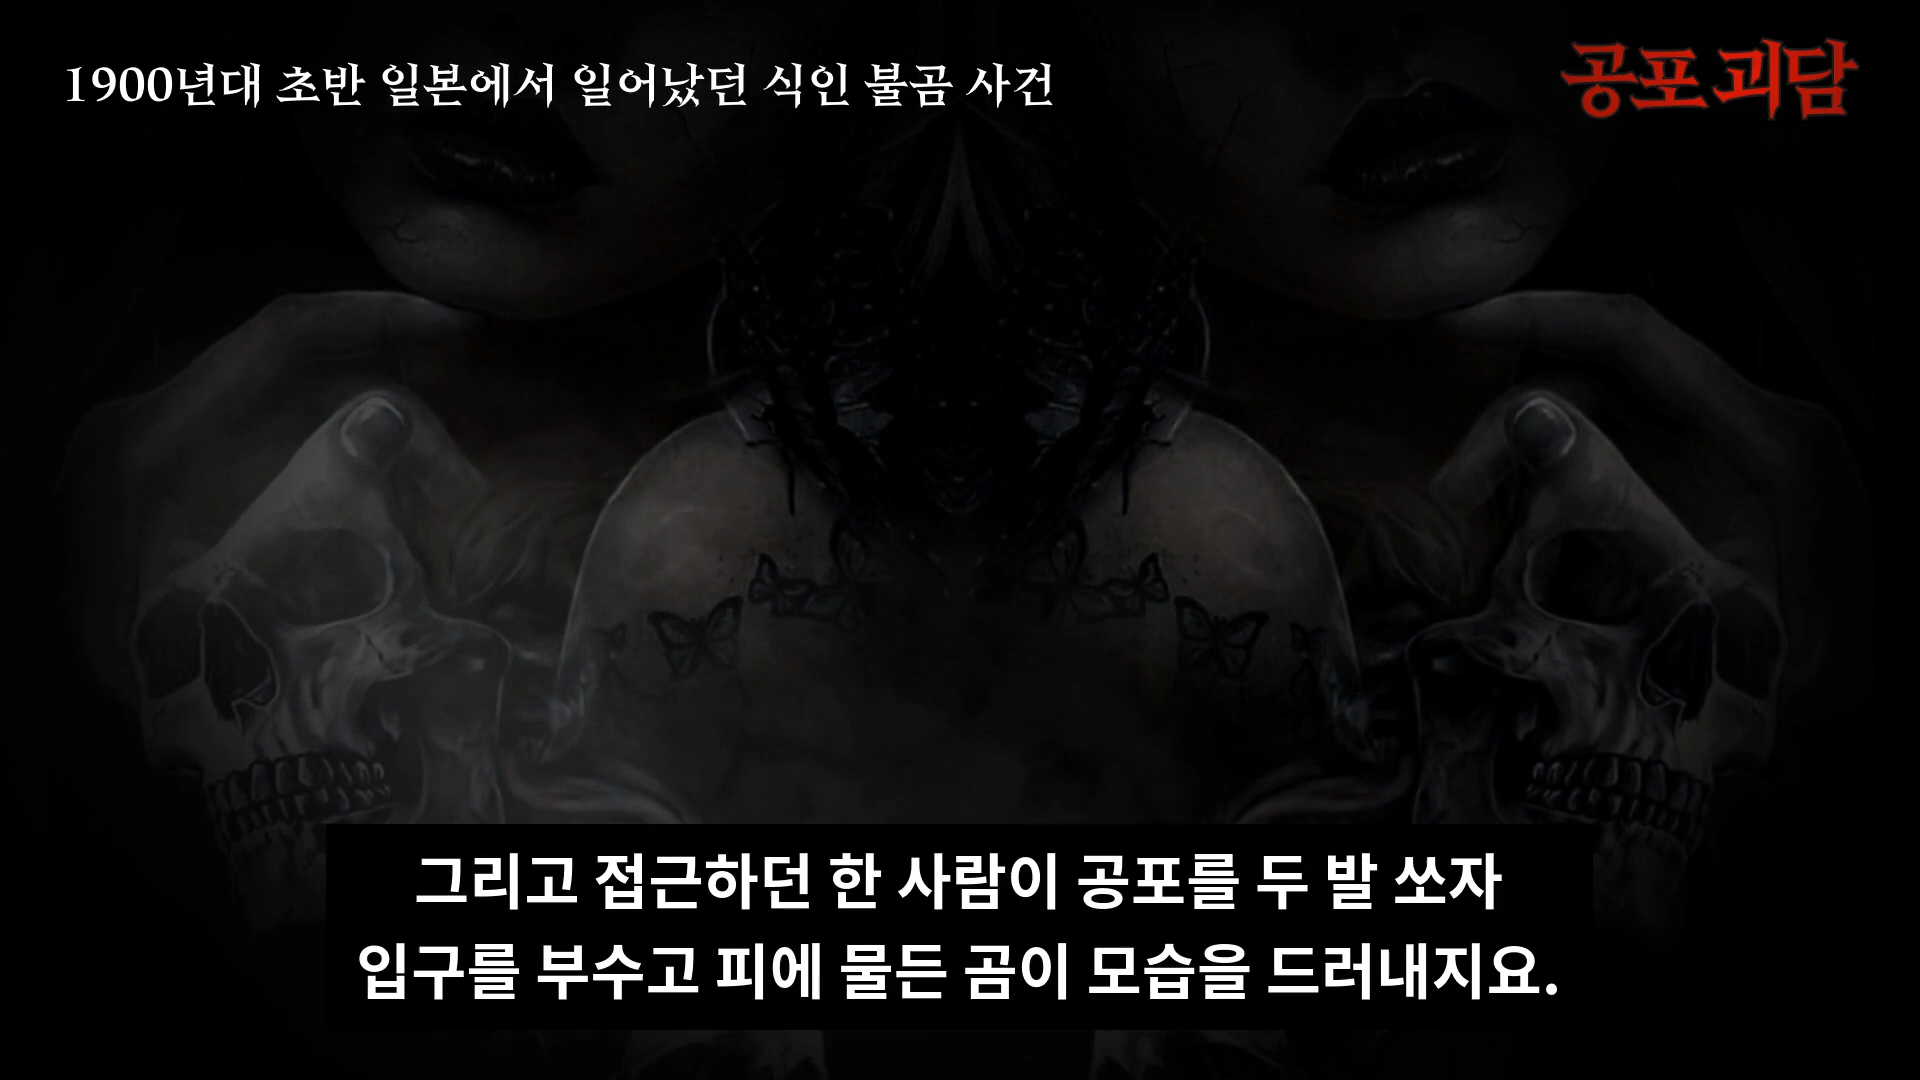 1900년대 초반 일본에서 일어났던 식인 불곰 사건
공포 괴담
그리고 접근하던 한 사람이 공포를 두 발 쏘자
입구를 부수고 피에 물든 곰이 모습을 드러내지요.